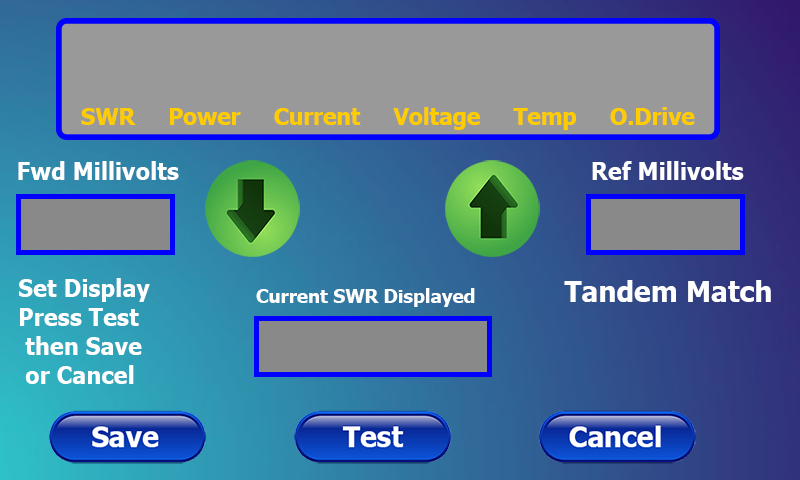 SWR Power Current Voltage Temp O.Drive
Fwd Millivolts
Ref Millivolts
Set Display
Press Test
then Save
or Cancel
Current SWR Displayed
Tandem Match
Save
Test
Cancel